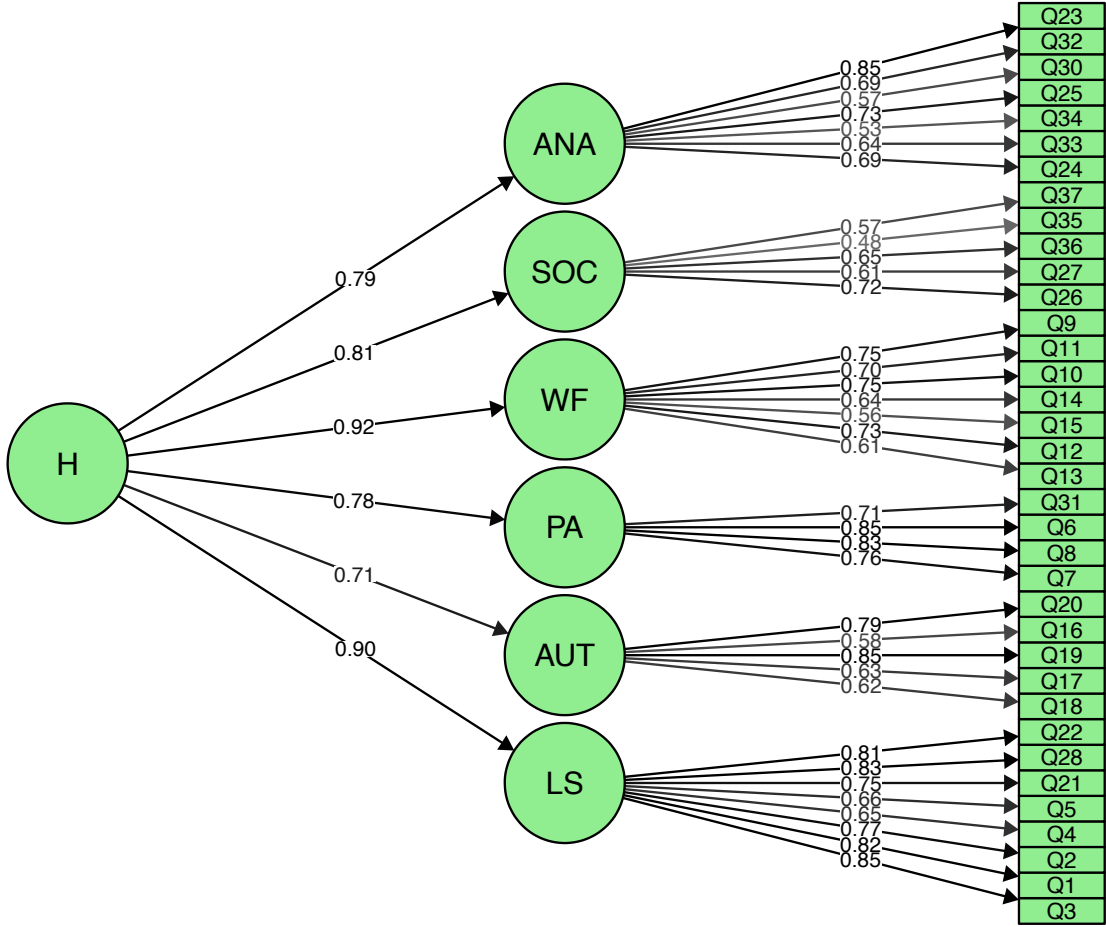 H
0.79
0.81
0.92
0.78
0.71
0.90
ANA
SOC
WF
PA
AUT
LS
0.85
0.69
0.57
0.73
0.53
0.64
0.69
0.57
0.48
0.65
0.61
0.72
0.75
0.70
0.75
0.64
0.56
0.73
0.61
0.71
0.85
0.83
0.76
0.79
0.58
0.85
0.63
0.62
0.81
0.83
0.75
0.66
0.65
0.77
0.82
0.85
Q23
Q32
Q30
Q25
Q34
Q33
Q24
Q37
Q35
Q36
Q27
Q26
Q9
Q11
Q10
Q14
Q15
Q12
Q13
Q31
Q6
Q8
Q7
Q20
Q16
Q19
Q17
Q18
Q22
Q28
Q21
Q5
Q4
Q2
Q1
Q3